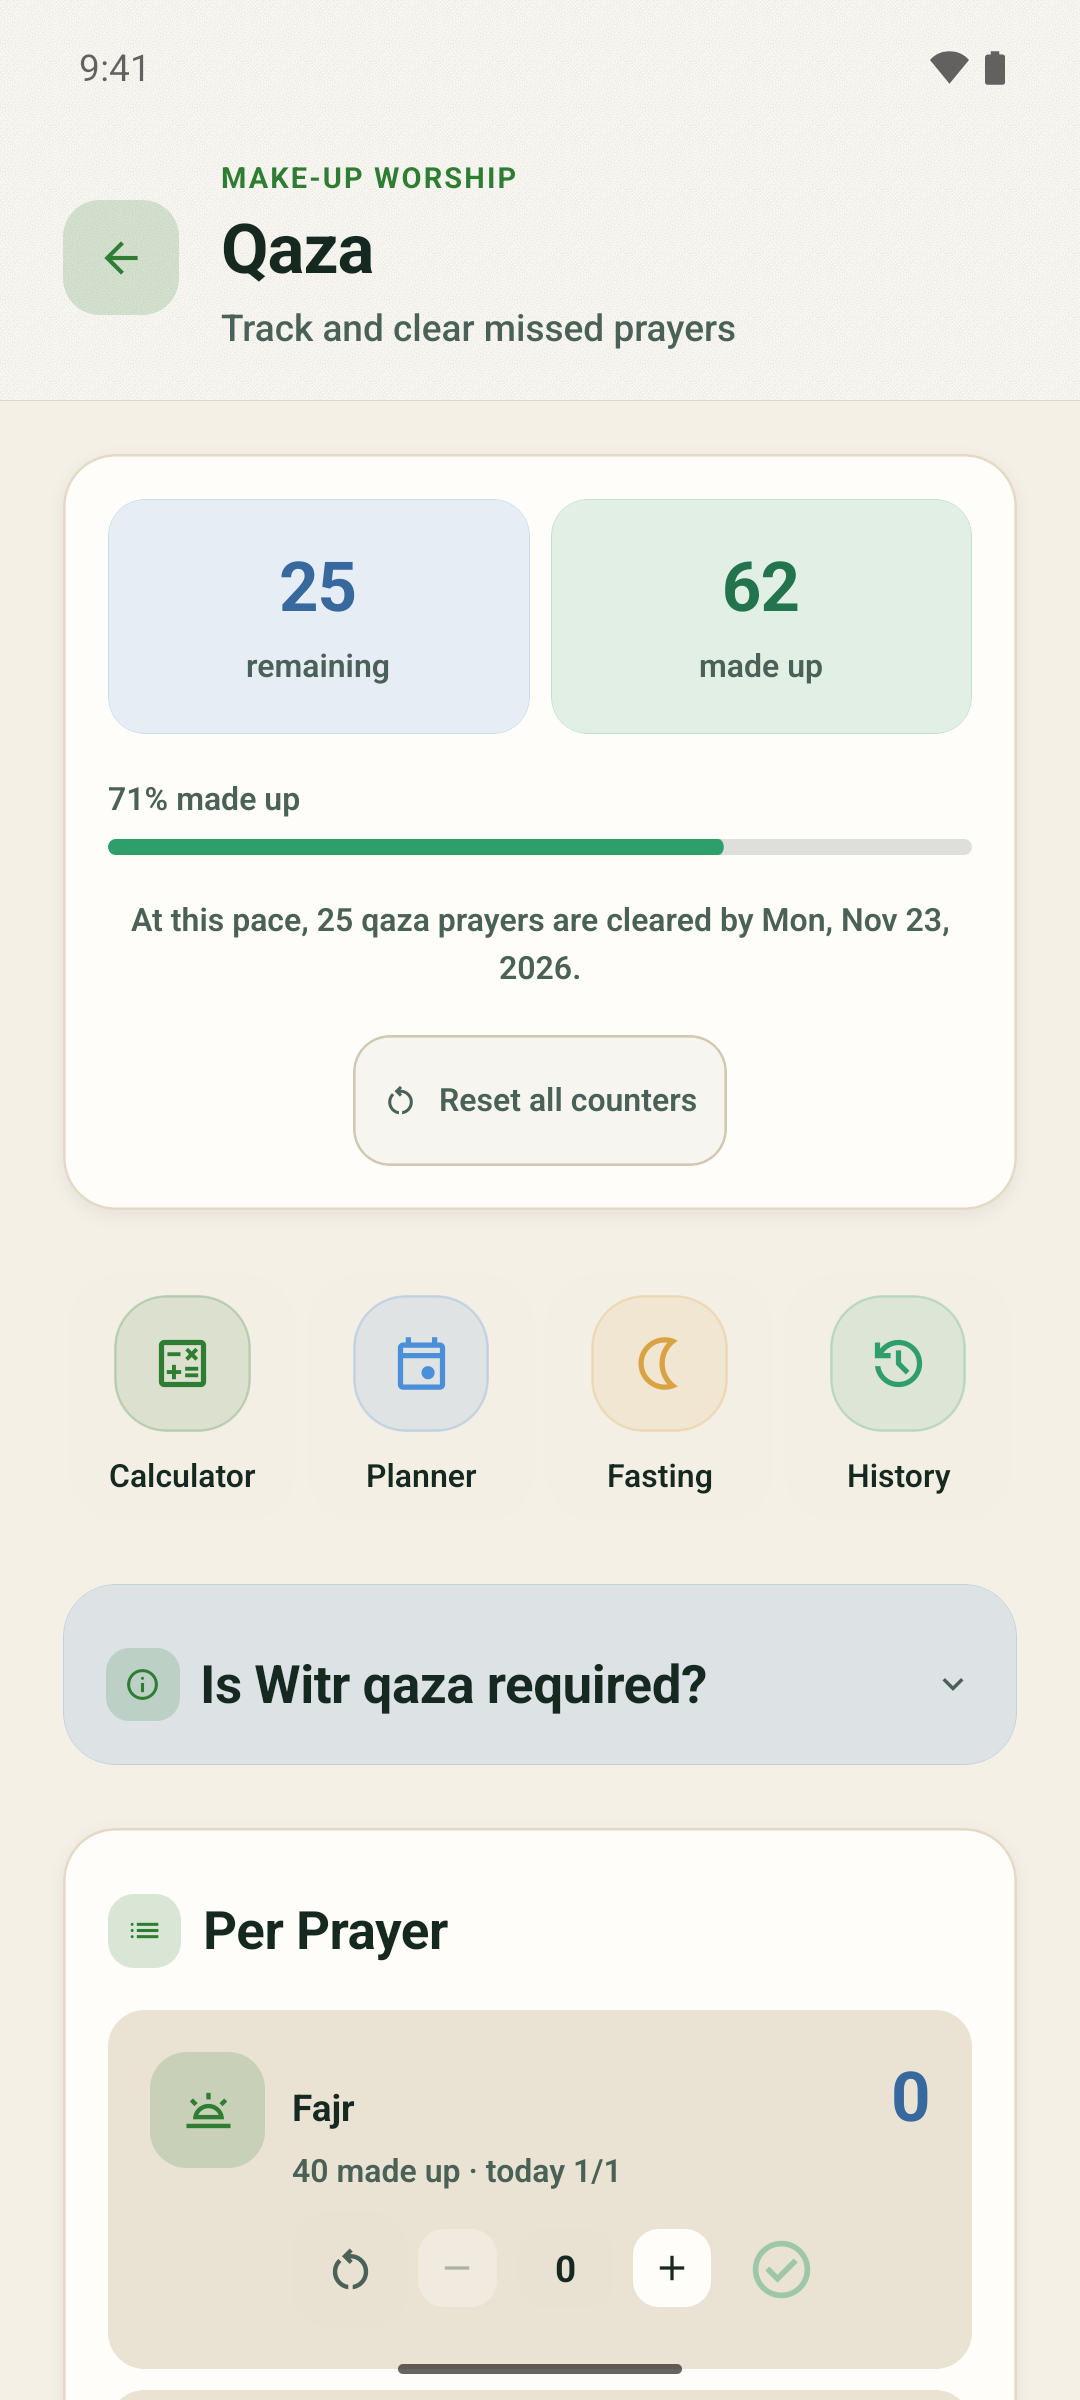 9:41
MAKE-UP WORSHIP
Qaza
Track and clear missed prayers
25
remaining
62
made up
71% made up
At this pace, 25 qaza prayers are cleared by Mon, Nov 23,
2026.
Reset all counters
Calculator
Planner
Fasting
History
Is Witr qaza required?
Per Prayer
Fajr
0
40 made up · today 1/1
0